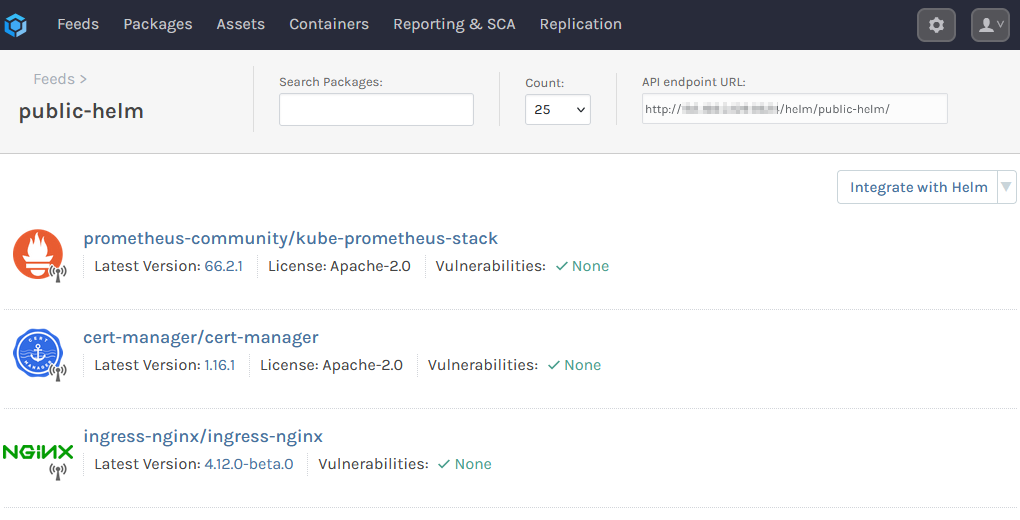 Feeds Packages Assets Containers Reporting & SCA Replication
Feeds >
public-helm
Search Packages:
Count:
25
API endpoint URL:
http:// /helm/public-helm/
Integrate with Helm
prometheus-community/kube-prometheus-stack
Latest Version: 66.2.1 License: Apache-2.0 Vulnerabilities: ✓ None
CERT MANAGER
cert-manager/cert-manager
Latest Version: 1.16.1 License: Apache-2.0 Vulnerabilities: ✓ None
NGINX
ingress-nginx/ingress-nginx
Latest Version: 4.12.0-beta.0 Vulnerabilities: ✓ None